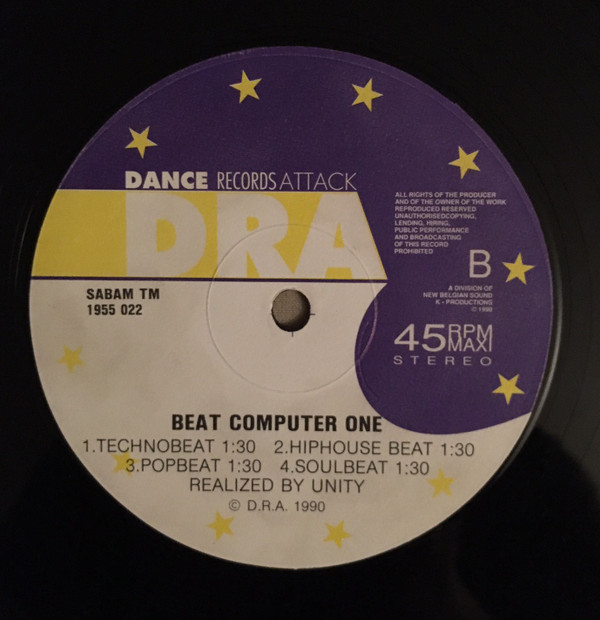 DANCE RECORDS ATTACK
DRA
ALL RIGHTS OF THE PRODUCER
AND OF THE OWNER OF THE WORK
REPRODUCED RESERVED
UNAUTHORISEDCOPYING,
LENDING, HIRING,
PUBLIC PERFORMANCE
AND BROADCASTING
OF THIS RECORD
PROHIBITED
B
A DIVISION OF
NEW BELGIAN SOUND
K - PRODUCTIONS
© 1990
SABAM TM
1955 022
45 RPM
MAXI
STEREO
BEAT COMPUTER ONE
1.TECHNOBEAT 1:30 2.HIPHOUSE BEAT 1:30
3.POPBEAT 1:30 4.SOULBEAT 1:30
REALIZED BY UNITY
© D.R.A. 1990